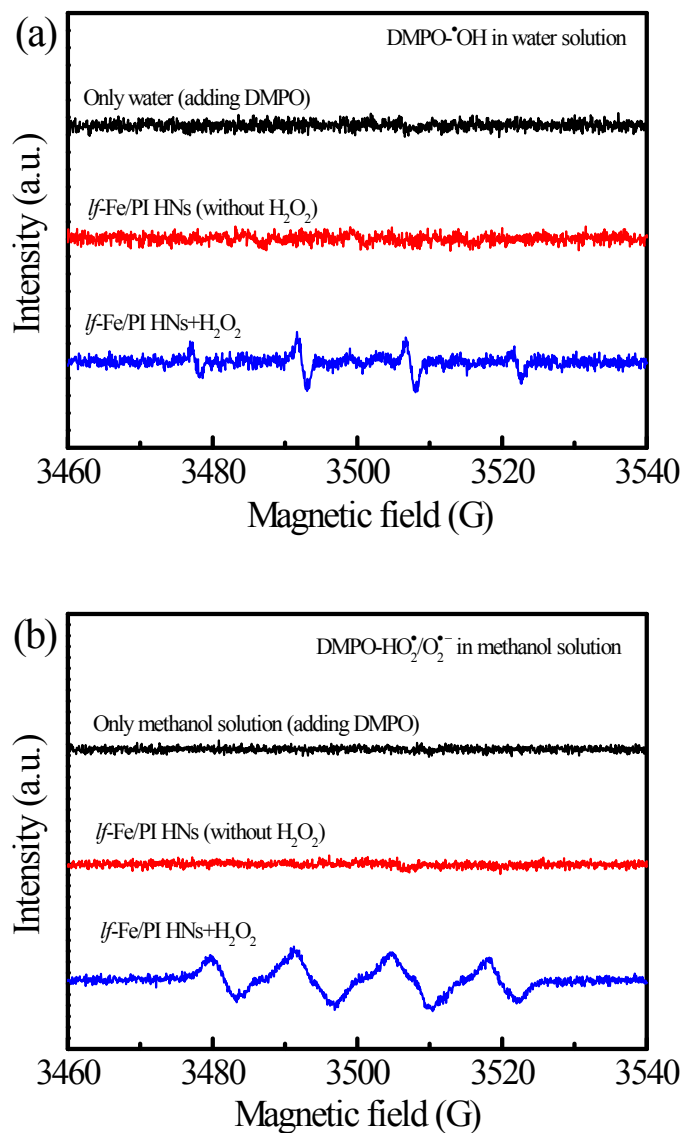 (a)
DMPO-•OH in water solution
Only water (adding DMPO)
lf-Fe/PI HNs (without H₂O₂)
lf-Fe/PI HNs+H₂O₂
Intensity (a.u.)
3460 3480 3500 3520 3540
Magnetic field (G)
(b)
DMPO-HO₂•/O₂•⁻ in methanol solution
Only methanol solution (adding DMPO)
lf-Fe/PI HNs (without H₂O₂)
lf-Fe/PI HNs+H₂O₂
Intensity (a.u.)
3460 3480 3500 3520 3540
Magnetic field (G)